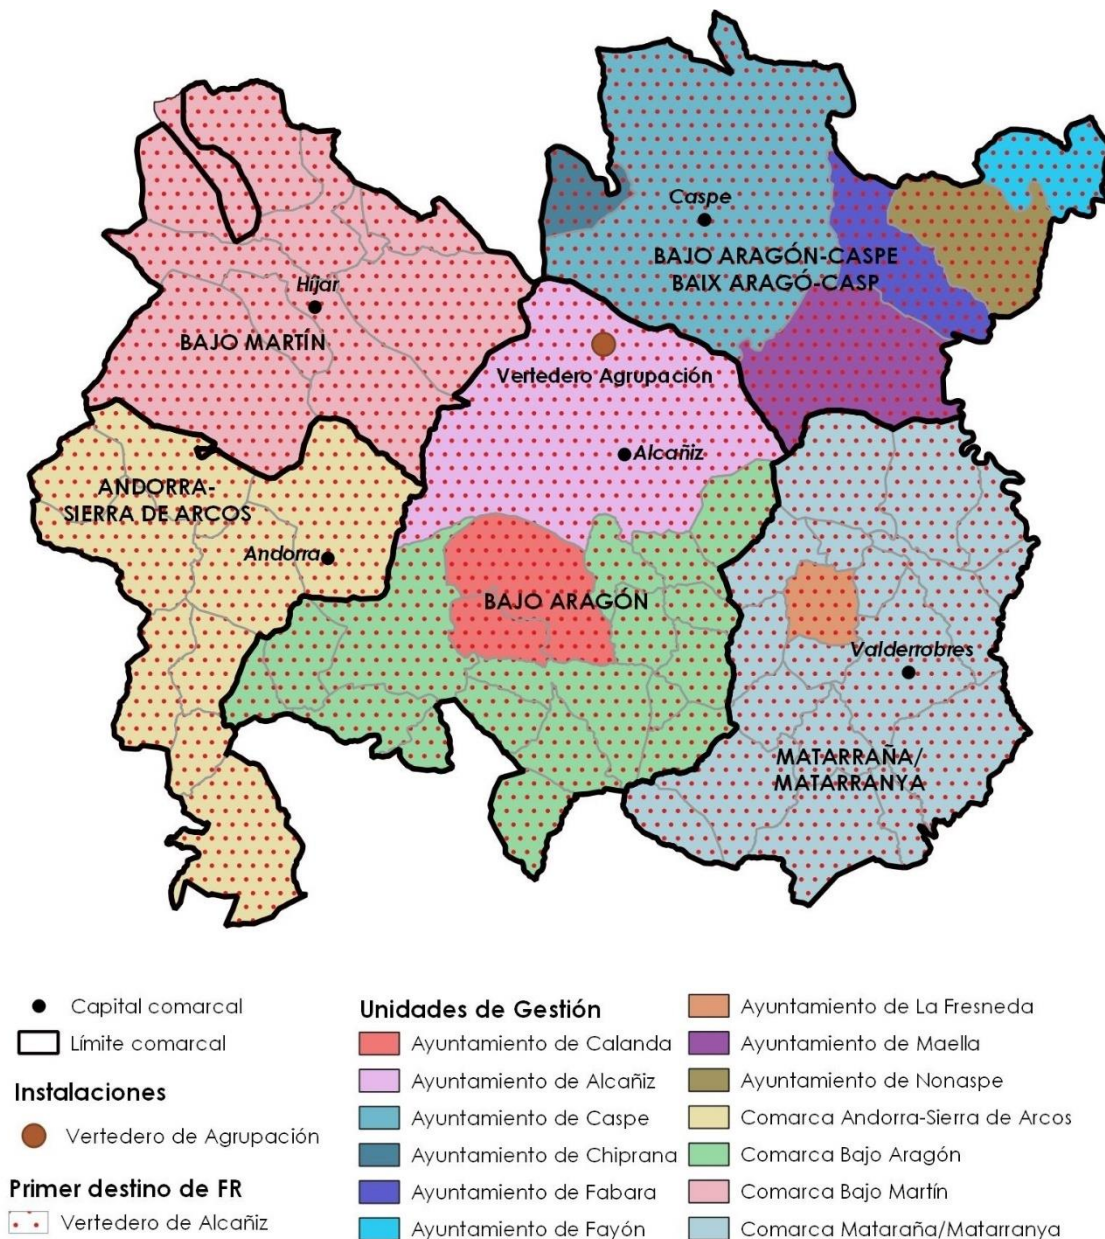 Caspe
BAJO ARAGÓN-CASPE
BAIX ARAGÓ-CASP
Híjar
BAJO MARTÍN
Vertedero Agrupación
Alcañiz
ANDORRA-
SIERRA DE ARCOS
Andorra
BAJO ARAGÓN
Valderrobres
MATARRAÑA/
MATARRANYA
Capital comarcal
Límite comarcal
Instalaciones
Vertedero de Agrupación
Primer destino de FR
Vertedero de Alcañiz
Unidades de Gestión
Ayuntamiento de Calanda
Ayuntamiento de Alcañiz
Ayuntamiento de Caspe
Ayuntamiento de Chiprana
Ayuntamiento de Fabara
Ayuntamiento de Fayón
Ayuntamiento de La Fresneda
Ayuntamiento de Maella
Ayuntamiento de Nonaspe
Comarca Andorra-Sierra de Arcos
Comarca Bajo Aragón
Comarca Bajo Martín
Comarca Mataraña/Matarranya